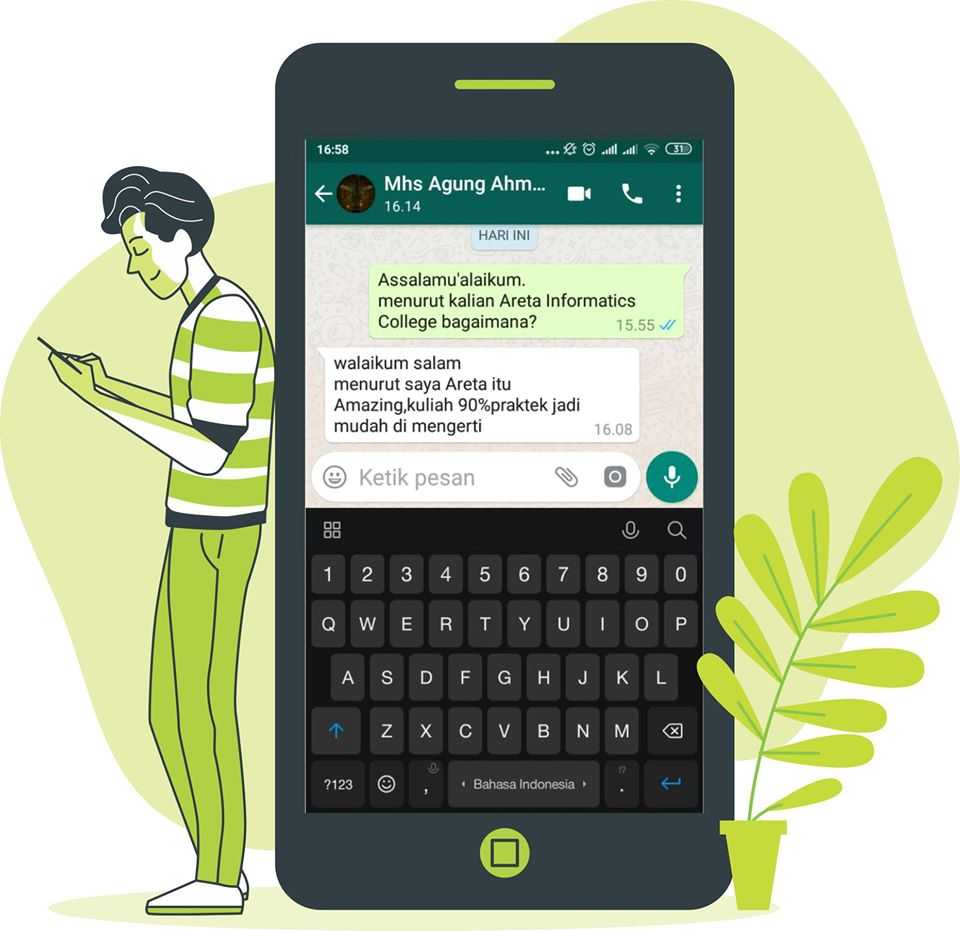 16:58
31
Mhs Agung Ahm...
16.14
HARI INI
Assalamu'alaikum.
menurut kalian Areta Informatics
College bagaimana?
15.55
walaikum salam
menurut saya Areta itu
Amazing,kuliah 90%praktek jadi
mudah di mengerti
16.08
Ketik pesan
1 2 3 4 5 6 7 8 9 0
Q W E R T Y U I O P
A S D F G H J K L
Z X C V B N M
?123 , Bahasa Indonesia !? .